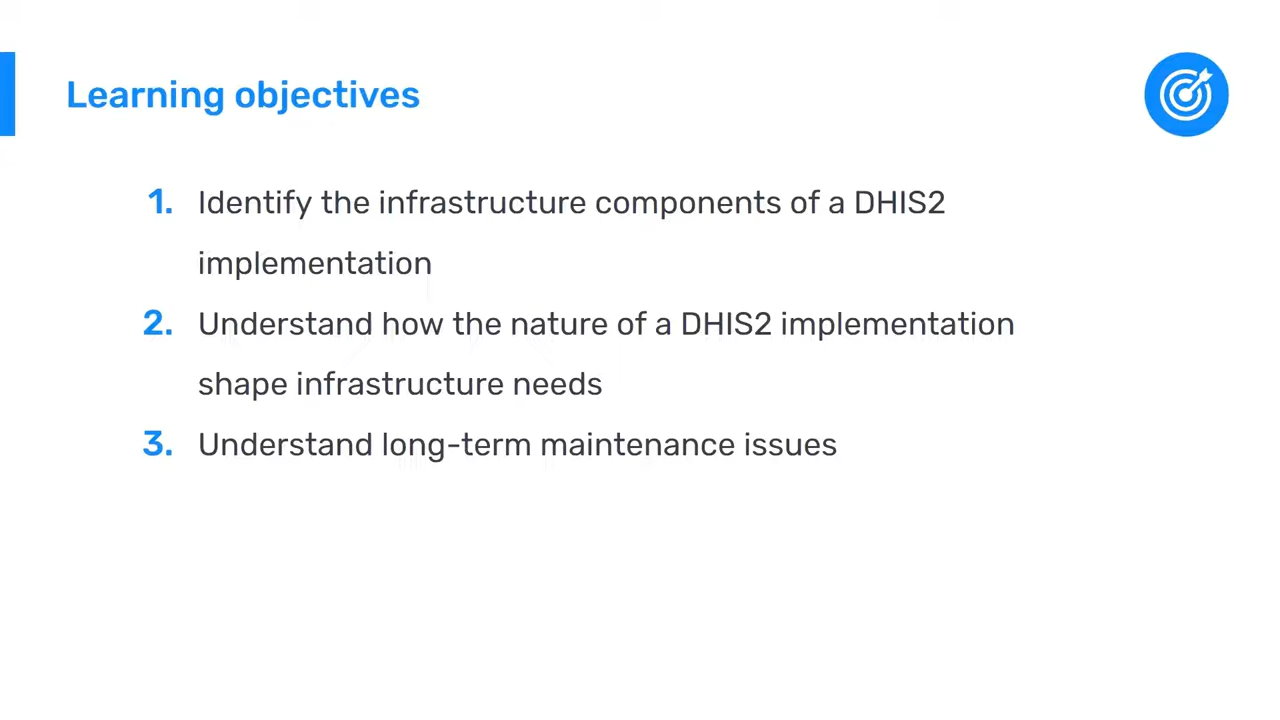 Learning objectives
1. Identify the infrastructure components of a DHIS2
implementation
2. Understand how the nature of a DHIS2 implementation
shape infrastructure needs
3. Understand long-term maintenance issues